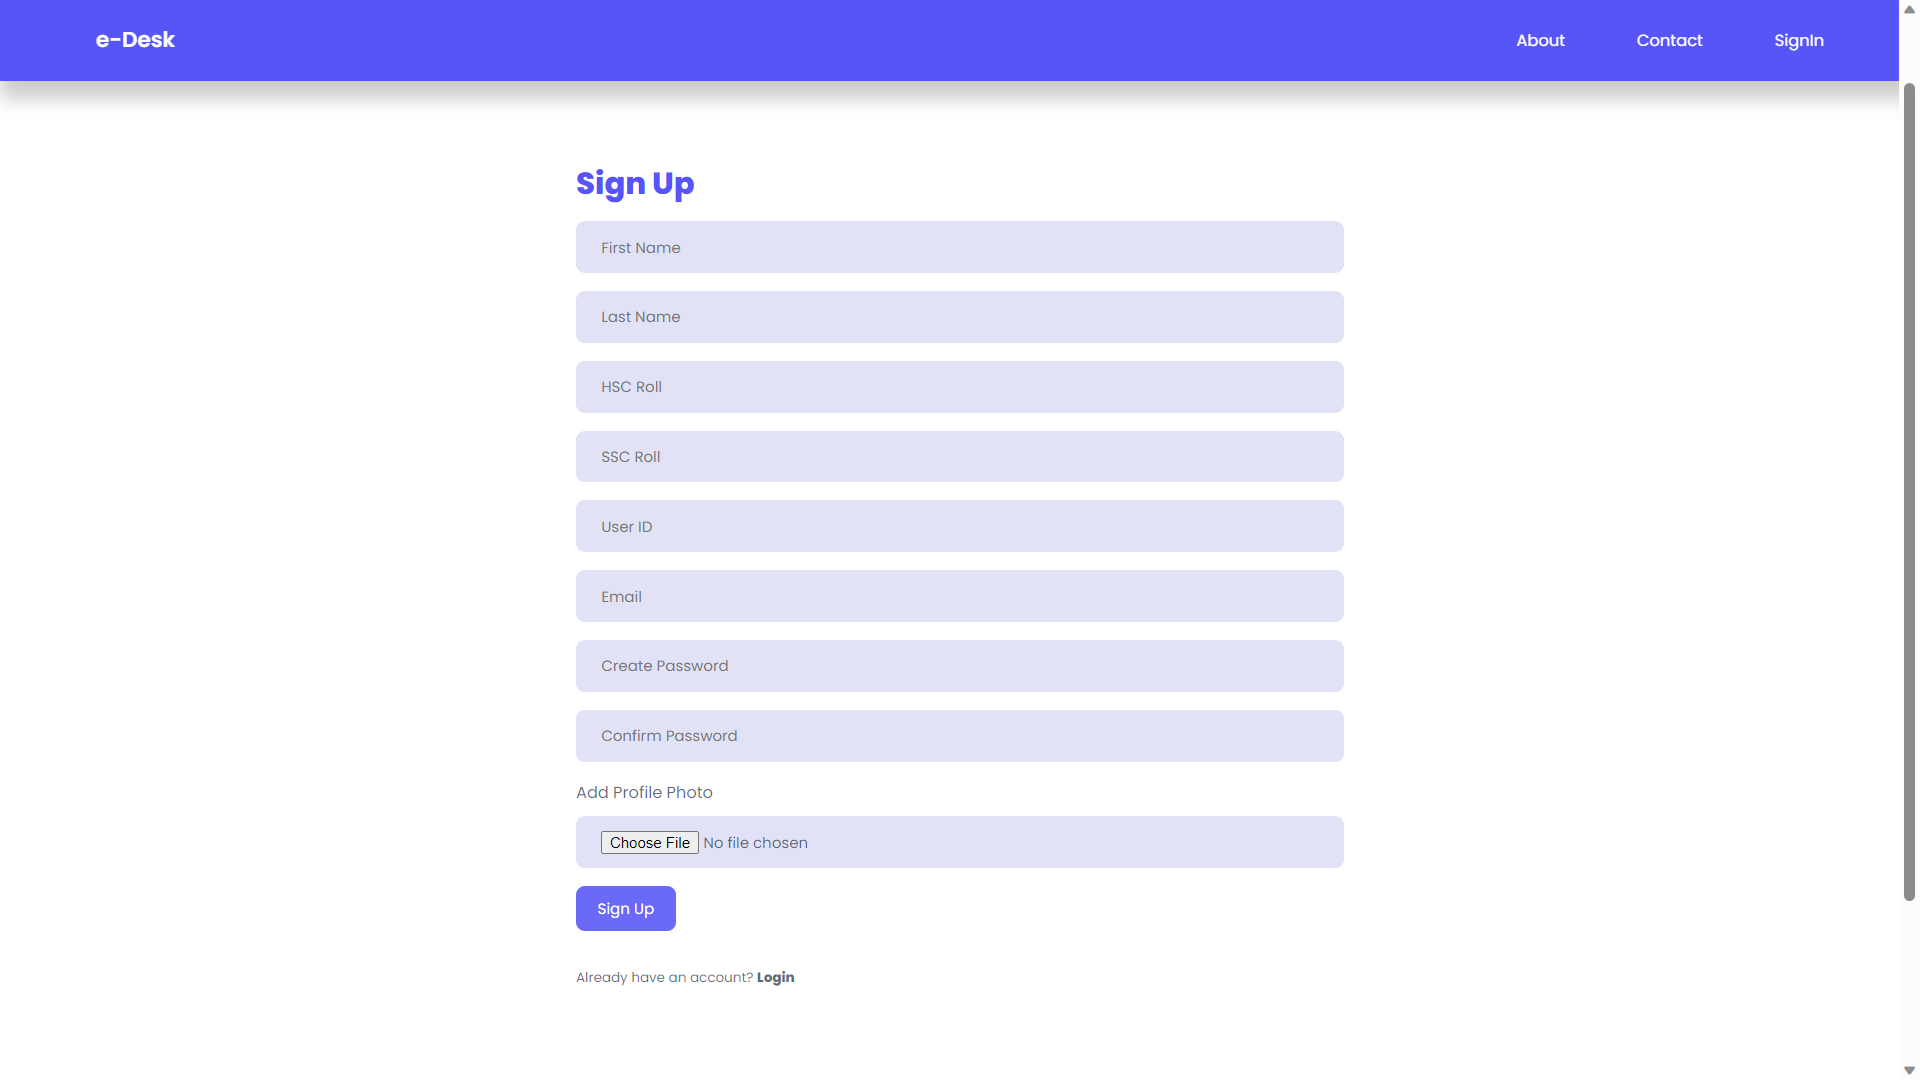 e-Desk
About
Contact
SignIn
Sign Up
First Name
Last Name
HSC Roll
SSC Roll
User ID
Email
Create Password
Confirm Password
Add Profile Photo
Choose File No file chosen
Sign Up
Already have an account? Login